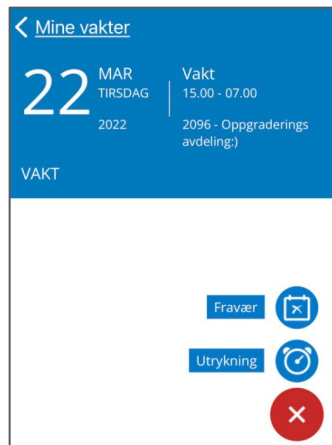 Mine vakter
22
MAR
TIRSDAG
2022
Vakt
15.00 - 07.00
2096 - Oppgraderings
avdeling:)
VAKT
Fravær
Utrykning